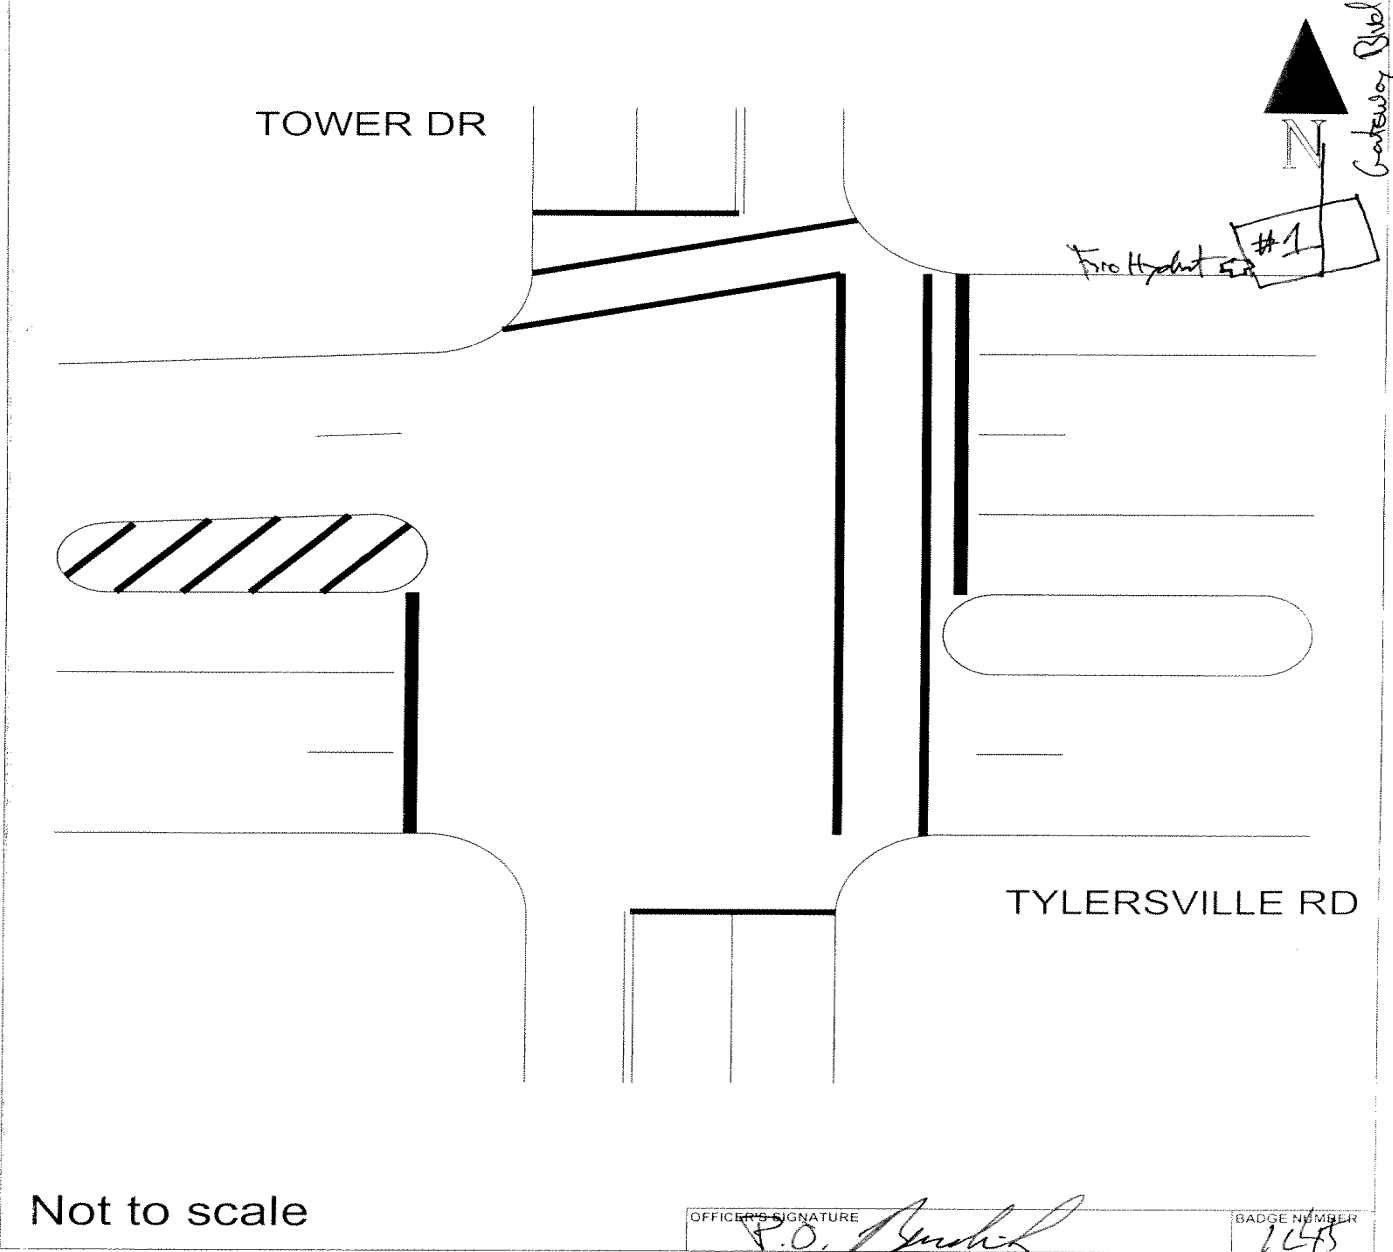 Gateway Blvd
TOWER DR
N
#1
Fire Hydrant
TYLERSVILLE RD
Not to scale
OFFICER'S SIGNATURE
P.O.
BADGE NUMBER